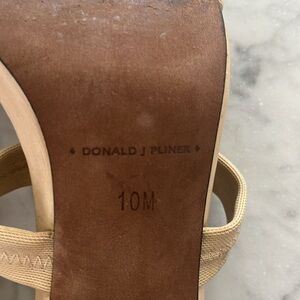 ♠ DONALD J PLINER ♠
10M